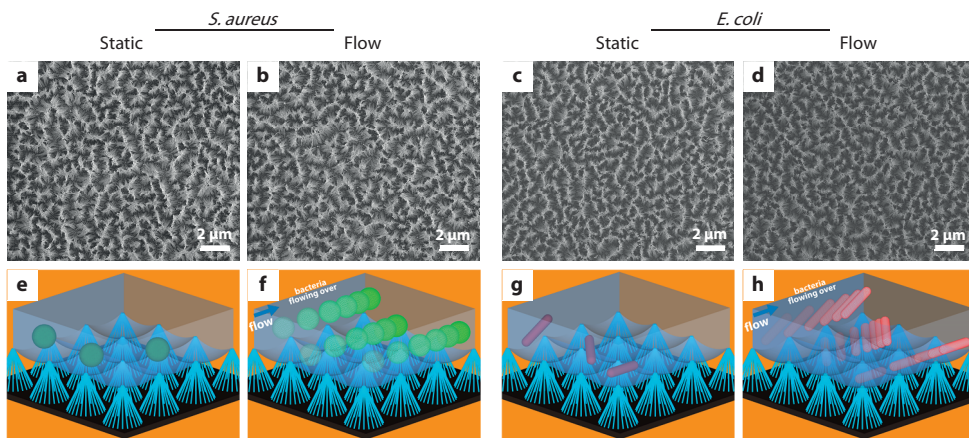 S. aureus
E. coli
Static
Flow
Static
Flow
a
b
c
d
2 µm
2 µm
2 µm
2 µm
e
f
g
h
bacteria
flowing over
flow
bacteria
flowing over
flow